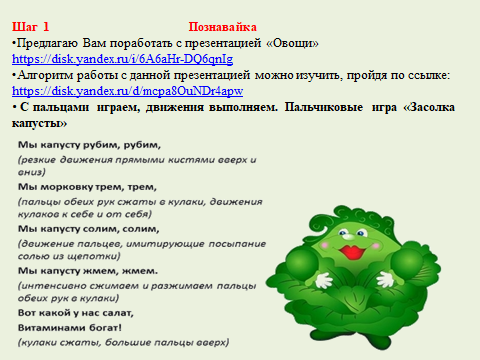 Шаг 1 Познавайка
•Предлагаю Вам поработать с презентацией «Овощи»
https://disk.yandex.ru/i/6A6aHr-DQ6qnIg
•Алгоритм работы с данной презентацией можно изучить, пройдя по ссылке:
https://disk.yandex.ru/d/mcpa8OuNDr4apw
• С пальцами играем, движения выполняем. Пальчиковые игра «Засолка
капусты»
Мы капусту рубим, рубим,
(резкие движения прямыми кистями вверх и
вниз)
Мы морковку трем, трем,
(пальцы обеих рук сжаты в кулаки, движения
кулаков к себе и от себя)
Мы капусту солим, солим,
(движение пальцев, имитирующие посыпание
солью из щепотки)
Мы капусту жмем, жмем.
(интенсивно сжимаем и разжимаем пальцы
обеих рук в кулаки)
Вот какой у нас салат,
Витаминами богат!
(кулаки сжаты, большие пальцы вверх)